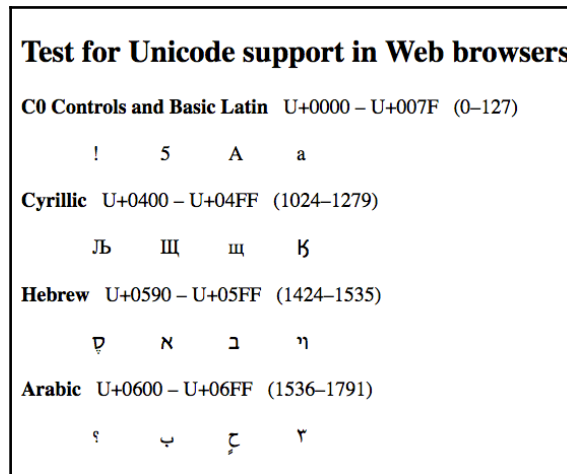 Test for Unicode support in Web browsers
C0 Controls and Basic Latin U+0000 – U+007F (0–127)
! 5 A a
Cyrillic U+0400 – U+04FF (1024–1279)
Љ Щ щ Ӄ
Hebrew U+0590 – U+05FF (1424–1535)
סֶ א ב װ
Arabic U+0600 – U+06FF (1536–1791)
؟ ب حٍ ٣